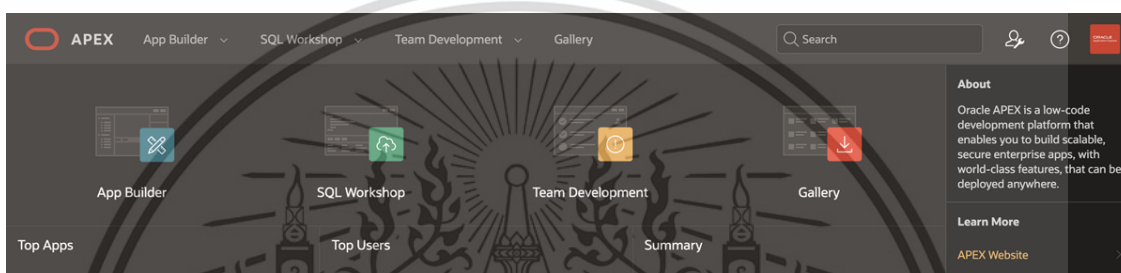 APEX App Builder SQL Workshop Team Development Gallery Search
App Builder
SQL Workshop
Team Development
Gallery
About
Oracle APEX is a low-code
development platform that
enables you to build scalable,
secure enterprise apps, with
world-class features, that can be
deployed anywhere.
Learn More
Top Apps
Top Users
Summary
APEX Website